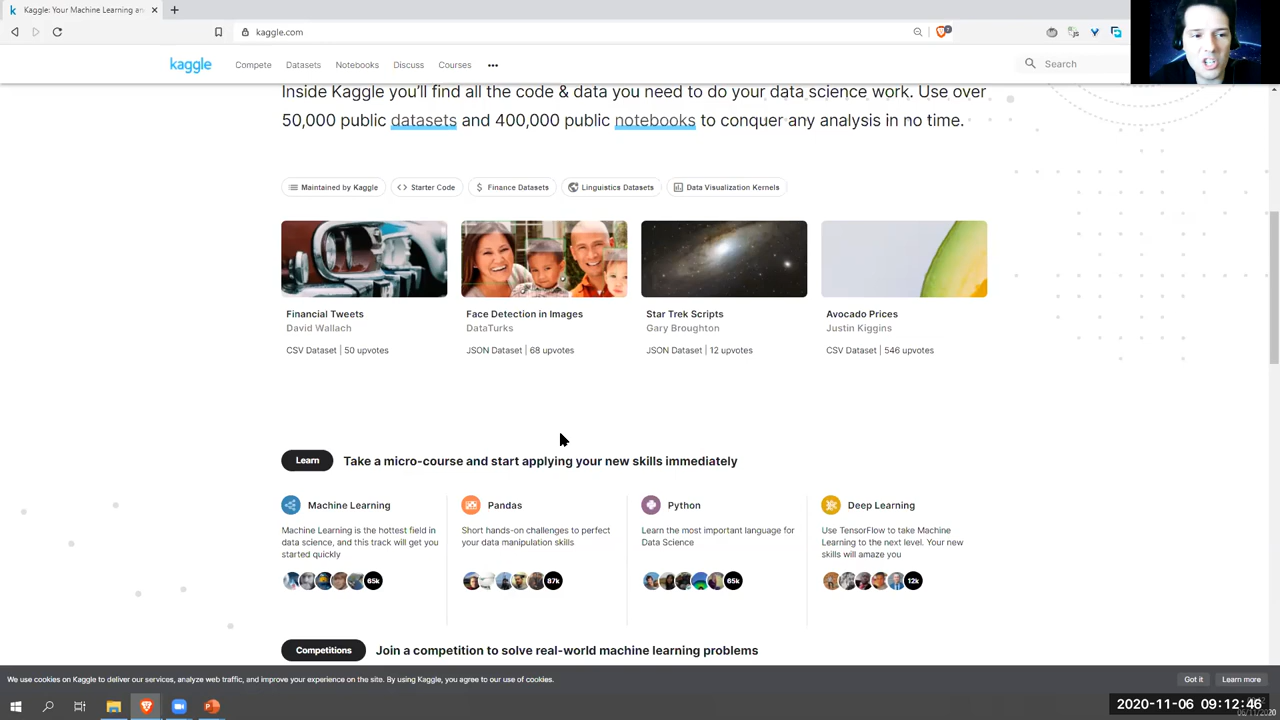 Kaggle: Your Machine Learning an
kaggle.com
kaggle
Compete
Datasets
Notebooks
Discuss
Courses
Search
Inside Kaggle you'll find all the code & data you need to do your data science work. Use over
50,000 public datasets and 400,000 public notebooks to conquer any analysis in no time.
Maintained by Kaggle
Starter Code
Finance Datasets
Linguistics Datasets
Data Visualization Kernels
Financial Tweets
David Wallach
CSV Dataset | 50 upvotes
Face Detection in Images
DataTurks
JSON Dataset | 68 upvotes
Star Trek Scripts
Gary Broughton
JSON Dataset | 12 upvotes
Avocado Prices
Justin Kiggins
CSV Dataset | 546 upvotes
Learn
Take a micro-course and start applying your new skills immediately
Machine Learning
Machine Learning is the hottest field in
data science, and this track will get you
started quickly
65k
Pandas
Short hands-on challenges to perfect
your data manipulation skills
87k
Python
Learn the most important language for
Data Science
65k
Deep Learning
Use TensorFlow to take Machine
Learning to the next level. Your new
skills will amaze you
12k
Competitions
Join a competition to solve real-world machine learning problems
We use cookies on Kaggle to deliver our services, analyze web traffic, and improve your experience on the site. By using Kaggle, you agree to our use of cookies.
Got it
Learn more
2020-11-06 09:12:46
06/11/2020